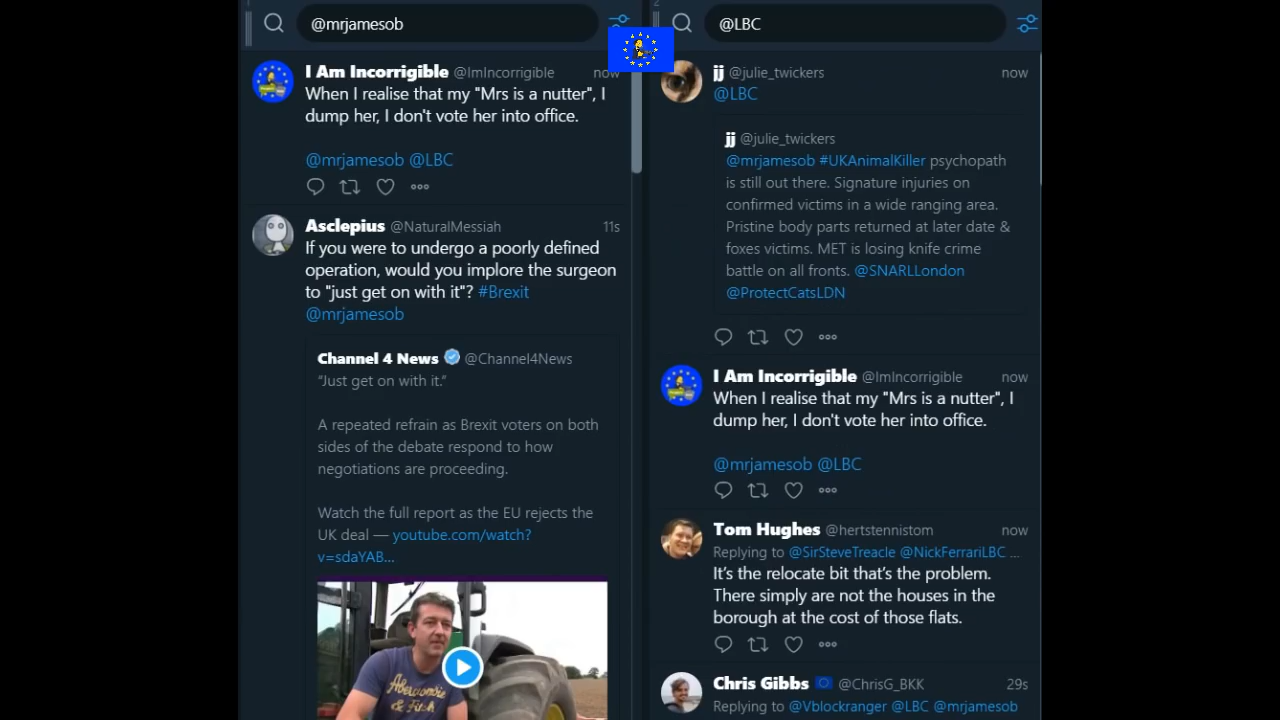 1
@mrjamesob
I Am Incorrigible @ImIncorrigible now
When I realise that my "Mrs is a nutter", I
dump her, I don't vote her into office.
@mrjamesob @LBC
Asclepius @NaturalMessiah 11s
If you were to undergo a poorly defined
operation, would you implore the surgeon
to "just get on with it"? #Brexit
@mrjamesob
Channel 4 News @Channel4News
"Just get on with it."
A repeated refrain as Brexit voters on both
sides of the debate respond to how
negotiations are proceeding.
Watch the full report as the EU rejects the
UK deal — youtube.com/watch?
v=sdaYAB...
Abercrombie
& Fitch
2
@LBC
jj @julie_twickers now
@LBC
jj @julie_twickers
@mrjamesob #UKAnimalKiller psychopath
is still out there. Signature injuries on
confirmed victims in a wide ranging area.
Pristine body parts returned at later date &
foxes victims. MET is losing knife crime
battle on all fronts. @SNARLLondon
@ProtectCatsLDN
I Am Incorrigible @ImIncorrigible now
When I realise that my "Mrs is a nutter", I
dump her, I don't vote her into office.
@mrjamesob @LBC
Tom Hughes @hertstennistom now
Replying to @SirSteveTreacle @NickFerrariLBC ...
It's the relocate bit that's the problem.
There simply are not the houses in the
borough at the cost of those flats.
Chris Gibbs @ChrisG_BKK 29s
Replying to @Vblockranger @LBC @mrjamesob